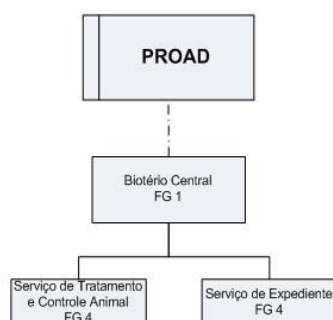 PROAD
Biotério Central
FG 1
Serviço de Tratamento
e Controle Animal
FG 4
Serviço de Expediente
FG 4